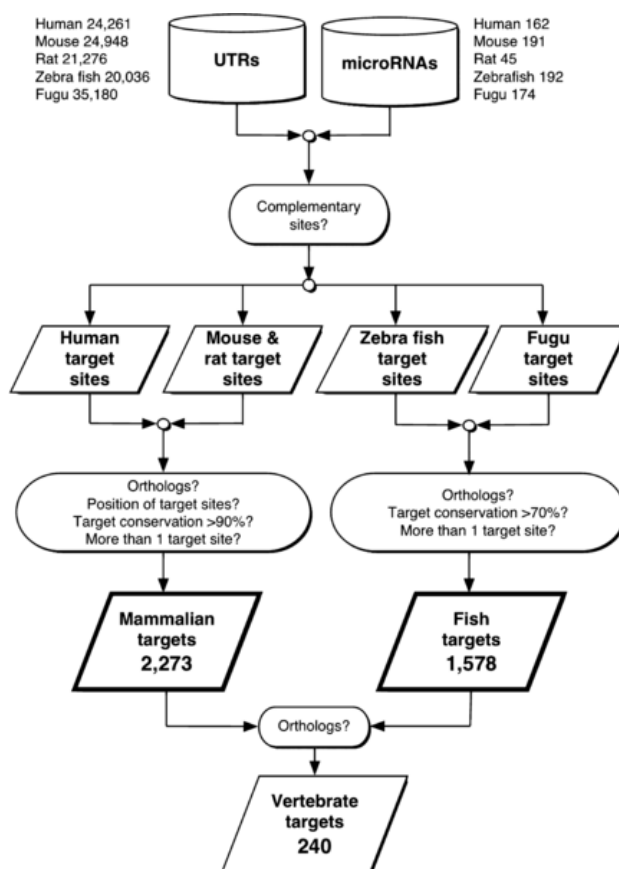 Human 24,261
Mouse 24,948
Rat 21,276
Zebra fish 20,036
Fugu 35,180
UTRs
microRNAs
Human 162
Mouse 191
Rat 45
Zebrafish 192
Fugu 174
Complementary
sites?
Human
target
sites
Mouse &
rat target
sites
Zebra fish
target
sites
Fugu
target
sites
Orthologs?
Position of target sites?
Target conservation >90%?
More than 1 target site?
Orthologs?
Target conservation >70%?
More than 1 target site?
Mammalian
targets
2,273
Fish
targets
1,578
Orthologs?
Vertebrate
targets
240